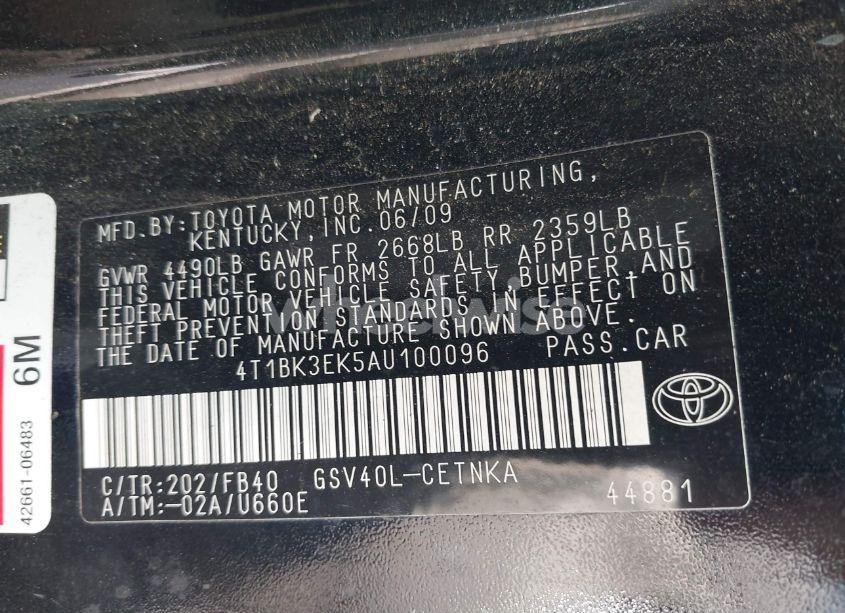 MFD.BY:TOYOTA MOTOR MANUFACTURING,
KENTUCKY,INC.06/09
GVWR 4490LB GAWR FR 2668LB RR 2359LB
THIS VEHICLE CONFORMS TO ALL APPLICABLE
FEDERAL MOTOR VEHICLE SAFETY,BUMPER,AND
THEFT PREVENTION STANDARDS IN EFFECT ON
THE DATE OF MANUFACTURE SHOWN ABOVE.
4T1BK3EK5AU100096 PASS.CAR
C/TR:202/FB40 GSV40L-CETNKA
A/TM:-02A/U660E 44881
6M
42661-06483